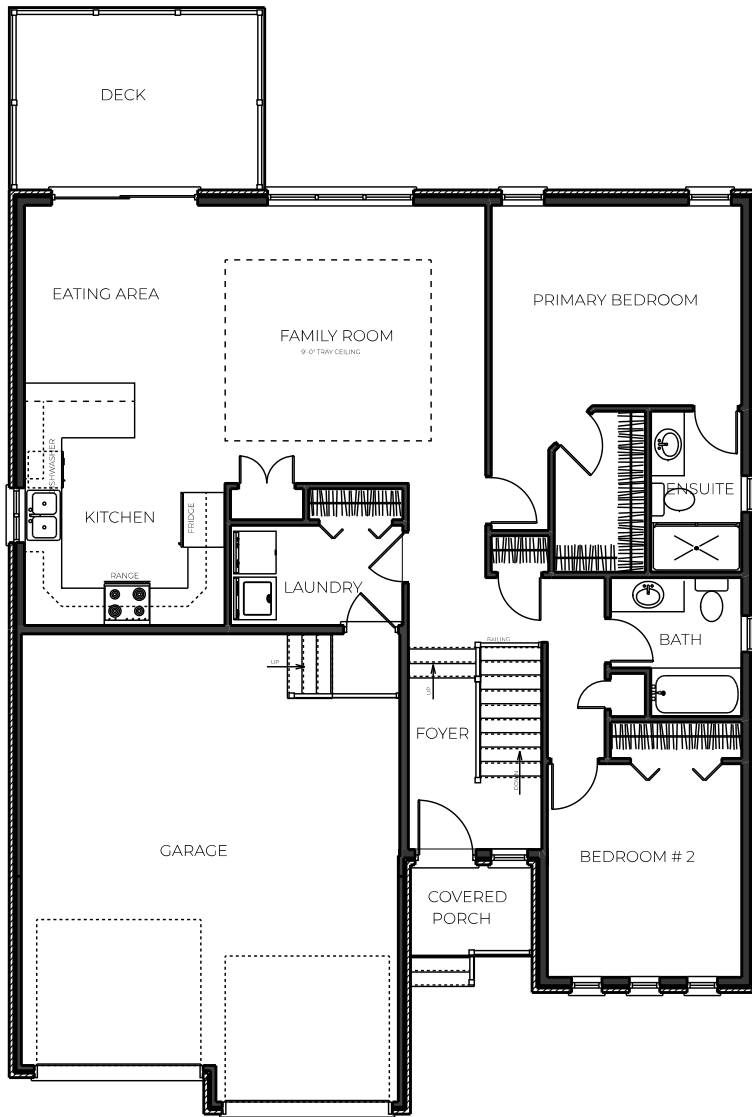 DECK
EATING AREA
PRIMARY BEDROOM
FAMILY ROOM
9'-0" TRAY CEILING
DISHWASHER
ENSUITE
KITCHEN
FRIDGE
RANGE
LAUNDRY
RAILING
BATH
UP
UP
FOYER
DOWN
GARAGE
BEDROOM # 2
COVERED
PORCH